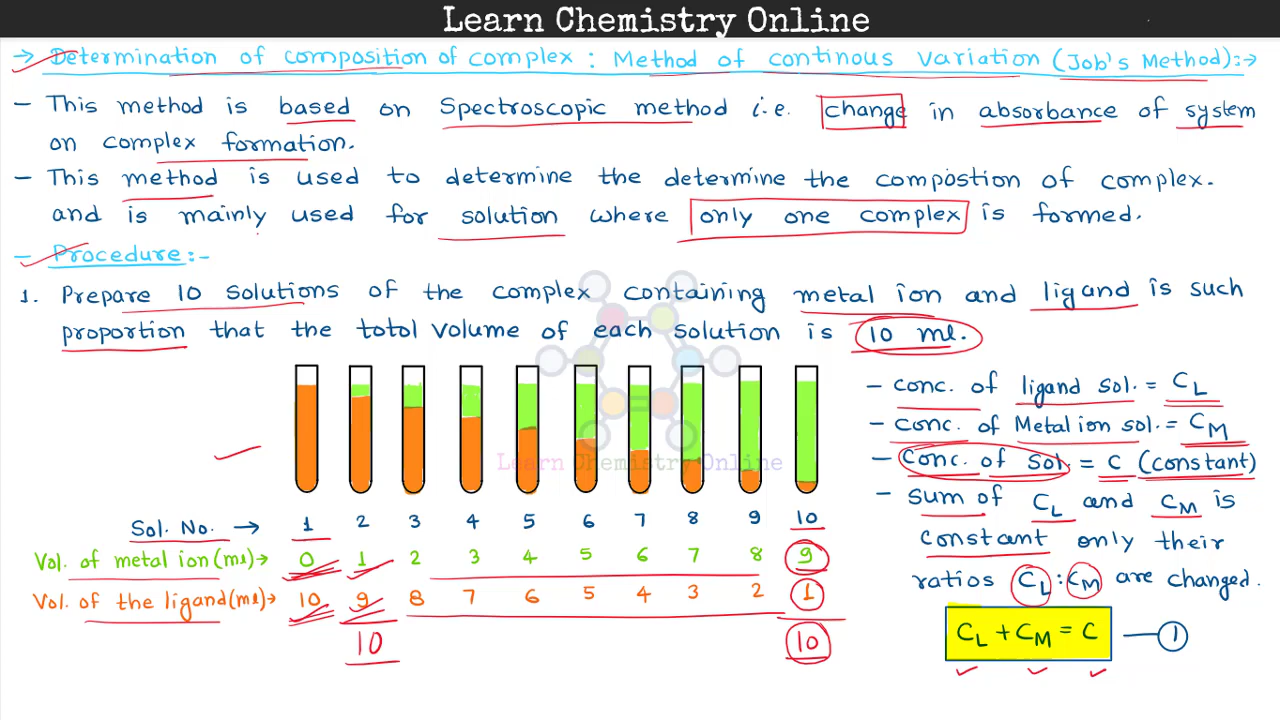 Learn Chemistry Online
→ Determination of composition of complex : Method of continous variation (Job's Method) :→
- This method is based on Spectroscopic method i.e. change in absorbance of system
on complex formation.
- This method is used to determine the determine the compostion of complex.
and is mainly used for solution where only one complex is formed.
- Procedure :-
1. Prepare 10 solutions of the complex containing metal ion and ligand is such
proportion that the total volume of each solution is 10 ml.
- conc. of ligand sol. = CL
- conc. of Metal ion sol. = CM
- conc. of sol. = C (constant)
- sum of CL and CM is
constant only their
ratios CL : CM are changed.
CL + CM = C — 1
Learn Chemistry Online
Sol. No. → 1 2 3 4 5 6 7 8 9 10
Vol. of metal ion (ml) → 0 1 2 3 4 5 6 7 8 9
Vol. of the ligand (ml) → 10 9 8 7 6 5 4 3 2 1
10 10